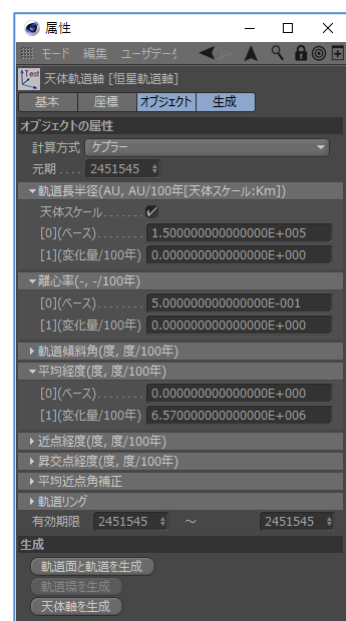 属性
モード 編集 ユーザデータ
Test
天体軌道軸 [恒星軌道軸]
基本 座標 オブジェクト 生成
オブジェクトの属性
計算方式 ケプラー
元期 . . . . 2451545
軌道長半径(AU, AU/100年[天体スケール:Km])
天体スケール. . . . . . . ✓
[0](ベース) . . . . . . . 1.500000000000000E+005
[1](変化量/100年) 0.000000000000000E+000
離心率(-, -/100年)
[0](ベース) . . . . . . . 5.000000000000000E-001
[1](変化量/100年) 0.000000000000000E+000
軌道傾斜角(度, 度/100年)
平均経度(度, 度/100年)
[0](ベース) . . . . . . . 0.000000000000000E+000
[1](変化量/100年) 6.570000000000000E+006
近点経度(度, 度/100年)
昇交点経度(度, 度/100年)
平均近点角補正
軌道リング
有効期限 2451545 ～ 2451545
生成
軌道面と軌道を生成
軌道環を生成
天体軸を生成